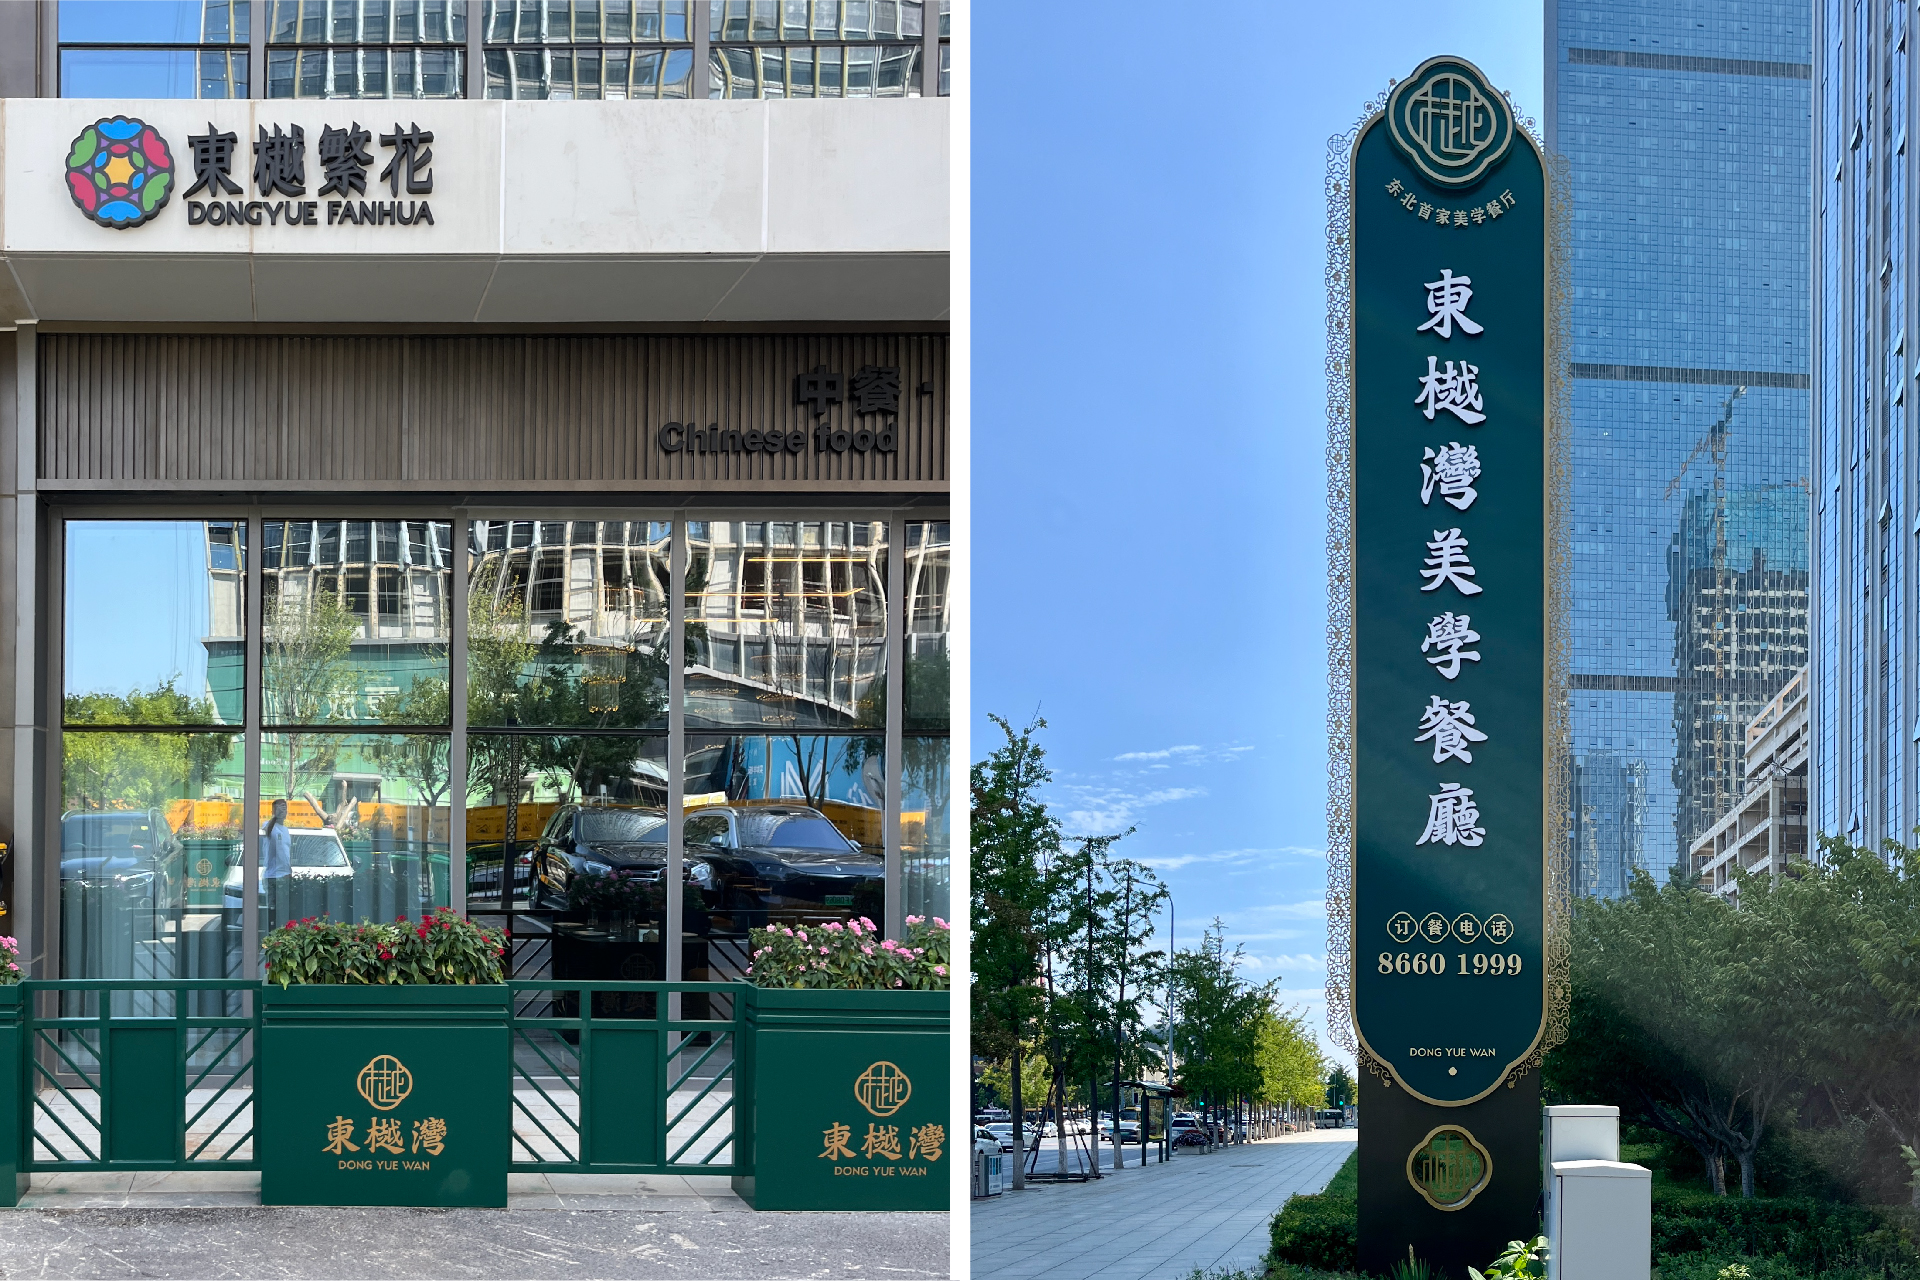 東樾繁花
DONGYUE FANHUA
中餐·
Chinese food
東樾灣
DONG YUE WAN
東樾灣
DONG YUE WAN
樾
东北首家美学餐厅
東樾灣美學餐廳
订餐电话
8660 1999
DONG YUE WAN